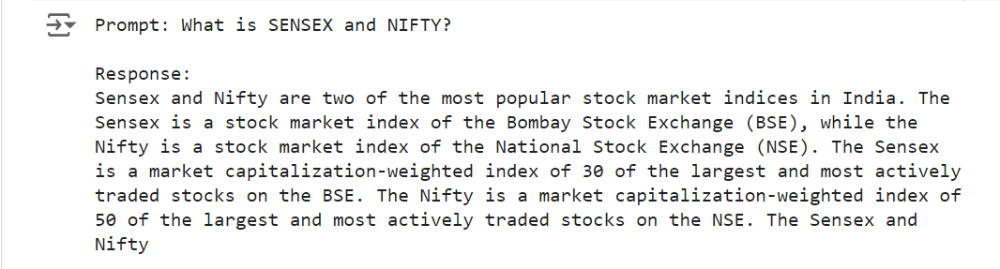 Prompt: What is SENSEX and NIFTY?
Response:
Sensex and Nifty are two of the most popular stock market indices in India. The
Sensex is a stock market index of the Bombay Stock Exchange (BSE), while the
Nifty is a stock market index of the National Stock Exchange (NSE). The Sensex
is a market capitalization-weighted index of 30 of the largest and most actively
traded stocks on the BSE. The Nifty is a market capitalization-weighted index of
50 of the largest and most actively traded stocks on the NSE. The Sensex and
Nifty